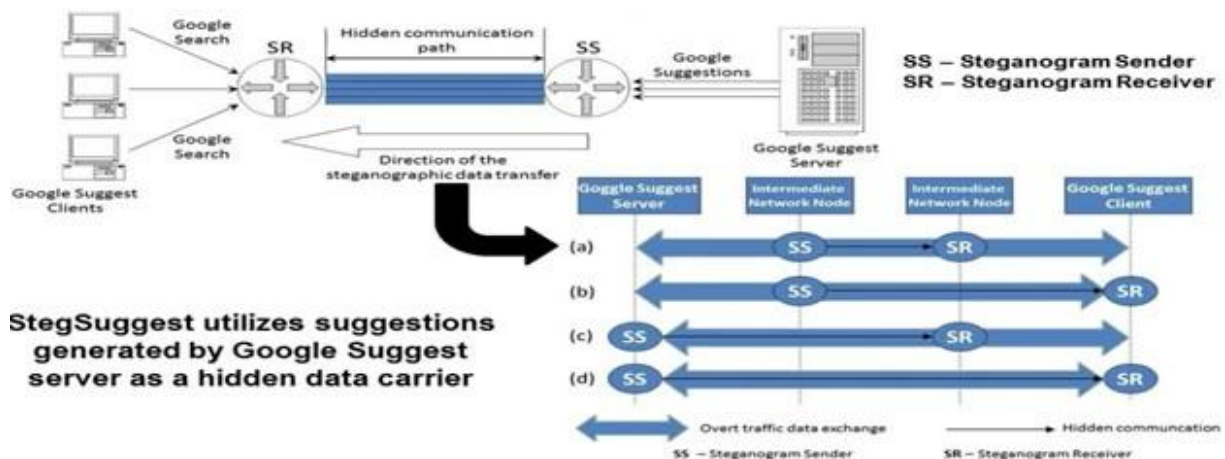 Google
Search
SR
Hidden communication
path
SS
Google
Suggestions
SS – Steganogram Sender
SR – Steganogram Receiver
Google
Search
Google Suggest
Clients
Direction of the
steganographic data transfer
Google Suggest
Server
Goggle Suggest
Server
Intermediate
Network Node
Intermediate
Network Node
Google Suggest
Client
(a)
SS
SR
(b)
SS
SR
(c)
SS
SR
(d)
SS
SR
StegSuggest utilizes suggestions
generated by Google Suggest
server as a hidden data carrier
Overt traffic data exchange
Hidden communcation
SS – Steganogram Sender
SR – Steganogram Receiver